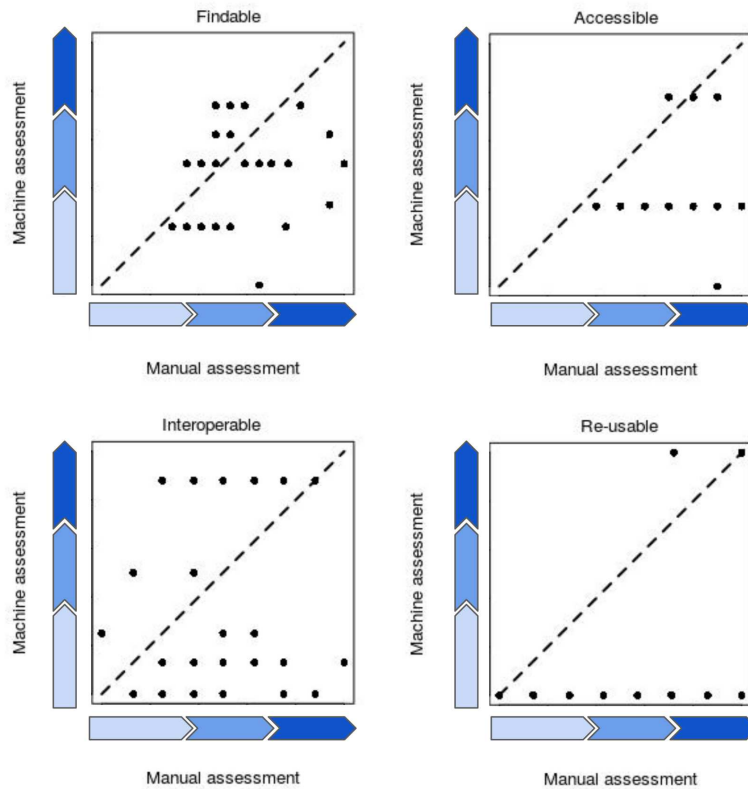 Findable
Accessible
Machine assessment
Machine assessment
Manual assessment
Manual assessment
Interoperable
Re-usable
Machine assessment
Machine assessment
Manual assessment
Manual assessment